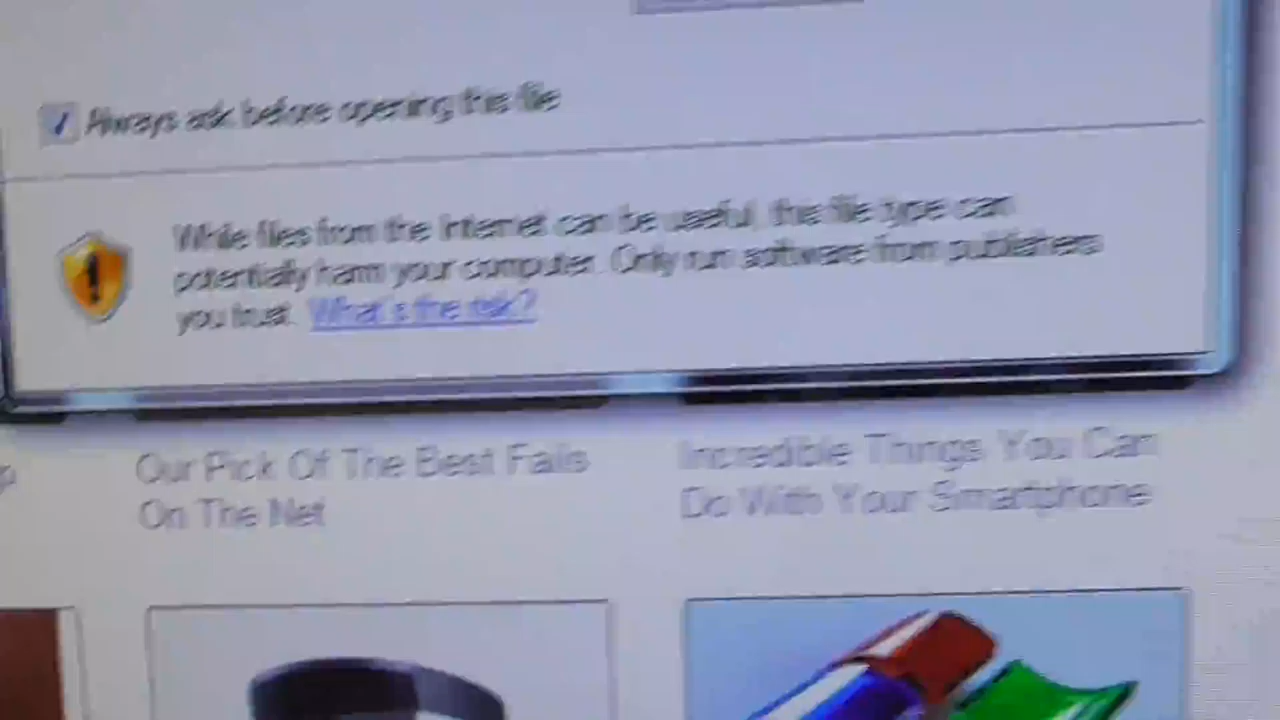 Always ask before opening this file
While files from the Internet can be useful, this file type can
potentially harm your computer. Only run software from publishers
you trust. What's the risk?
Our Pick Of The Best Fails
On The Net
Incredible Things You Can
Do With Your Smartphone